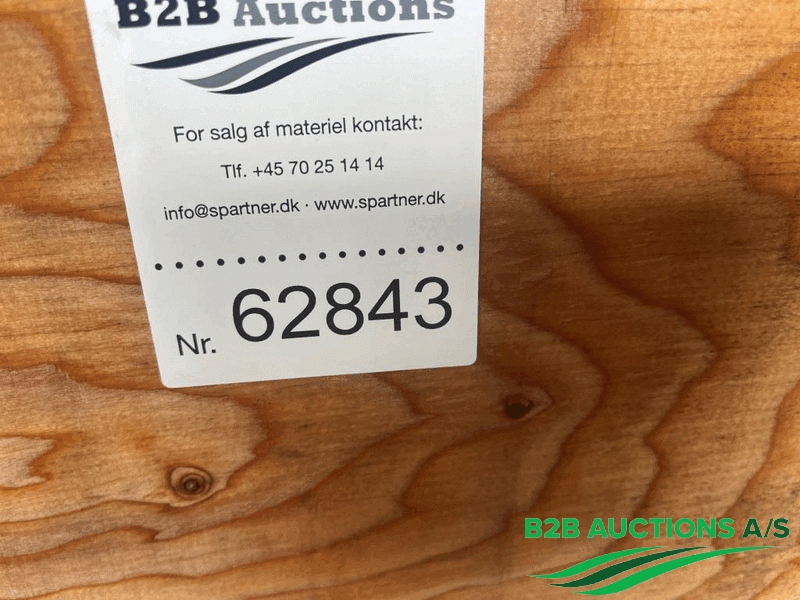 B2B Auctions
For salg af materiel kontakt:
Tlf. +45 70 25 14 14
info@spartner.dk · www.spartner.dk
Nr. 62843
B2B AUCTIONS A/S